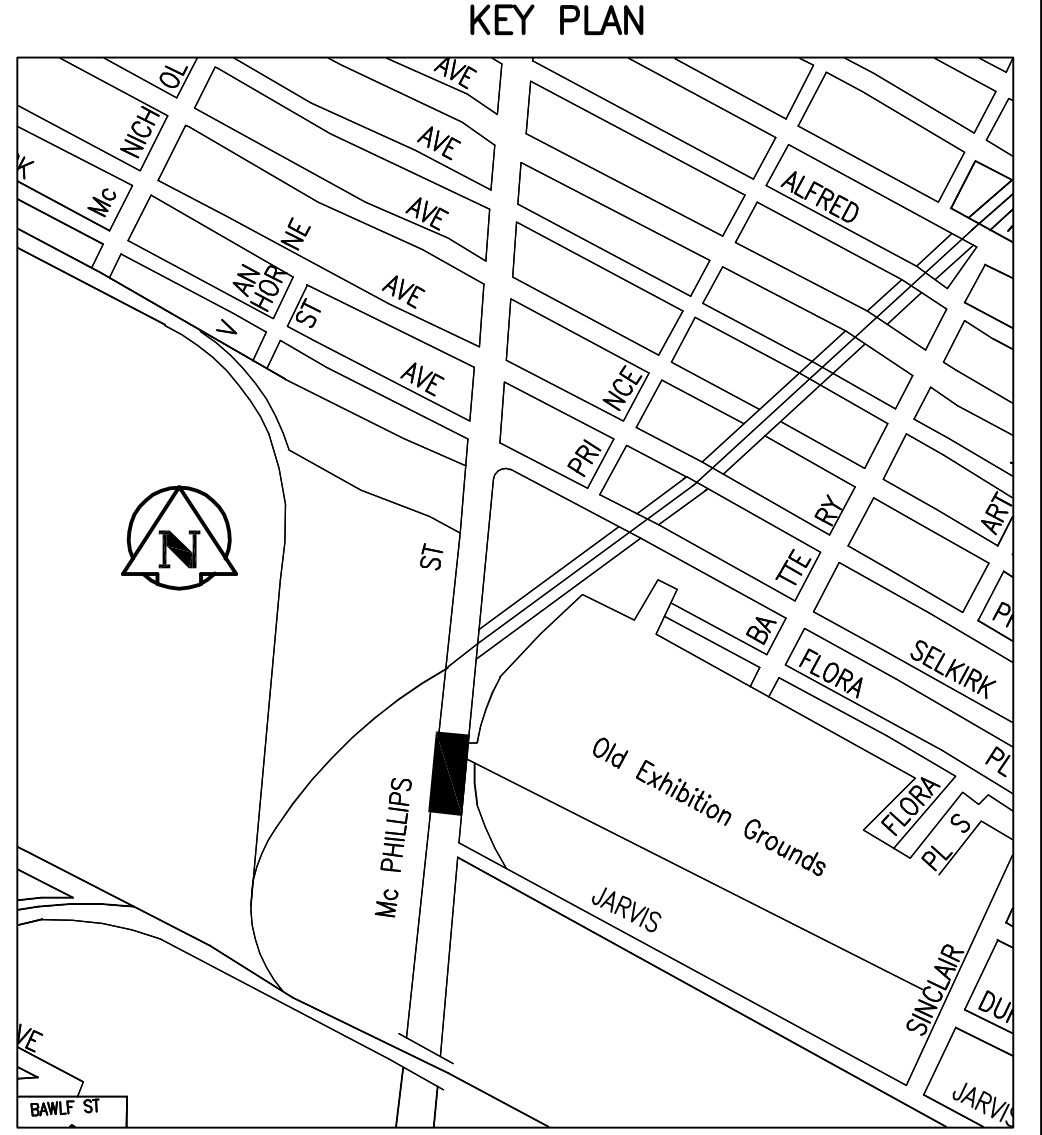 KEY PLAN
AVE
OL
NICH
Mc
AVE
ALFRED
AVE
NE
HOR
AN
V
ST
AVE
AVE
NCE
PRI
N
ST
RY
TTE
BA
ART
SELKIRK
FLORA
PL
Old Exhibition Grounds
FLORA
PL S
Mc PHILLIPS
JARVIS
SINCLAIR
JARVIS
BAWLF ST